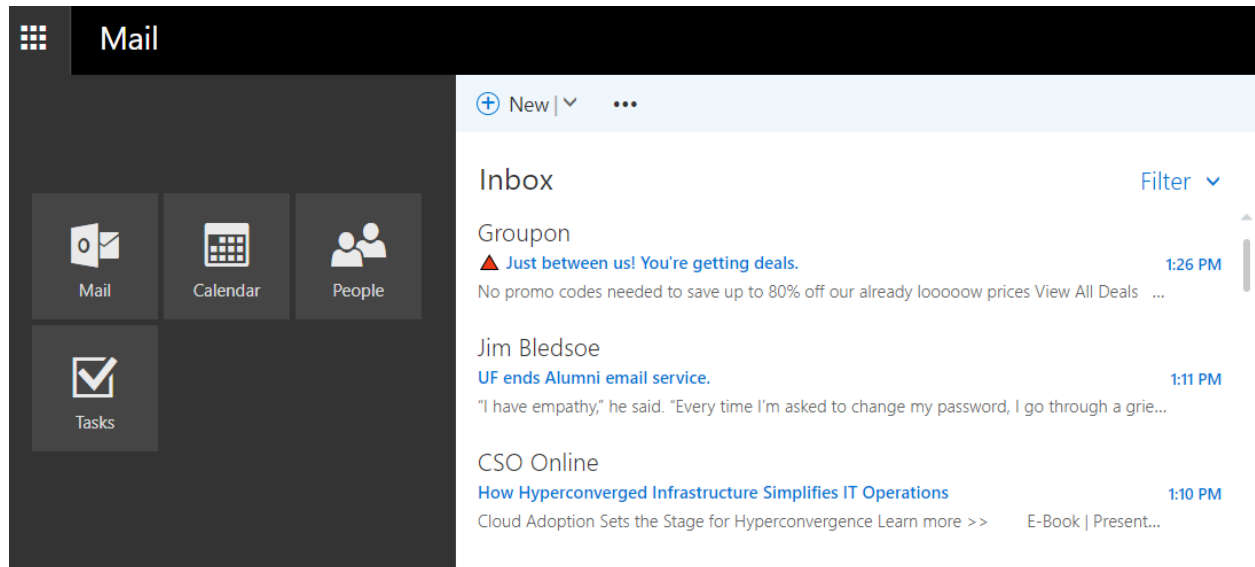 Mail
New | 
Inbox
Filter
Groupon
Just between us! You're getting deals.
1:26 PM
No promo codes needed to save up to 80% off our already looooow prices View All Deals ...
Jim Bledsoe
UF ends Alumni email service.
1:11 PM
"I have empathy," he said. "Every time I'm asked to change my password, I go through a grie...
CSO Online
How Hyperconverged Infrastructure Simplifies IT Operations
1:10 PM
Cloud Adoption Sets the Stage for Hyperconvergence Learn more >> E-Book | Present...
Mail
Calendar
People
Tasks